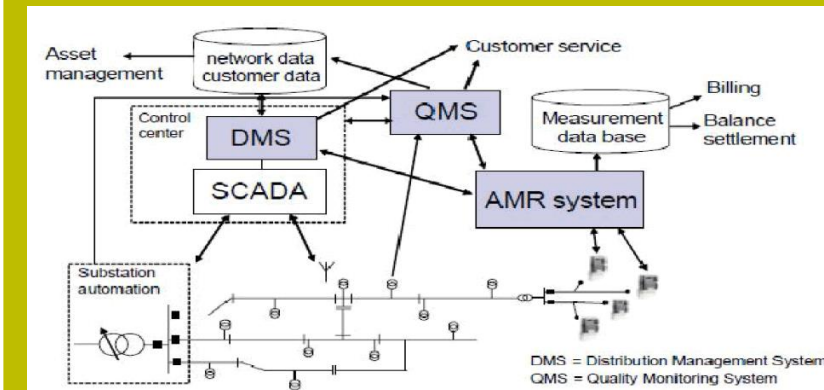 Asset
management
network data
customer data
Customer service
Control
center
DMS
QMS
Measurement
data base
Billing
Balance
settlement
SCADA
AMR system
Substation
automation
DMS = Distribution Management System
QMS = Quality Monitoring System